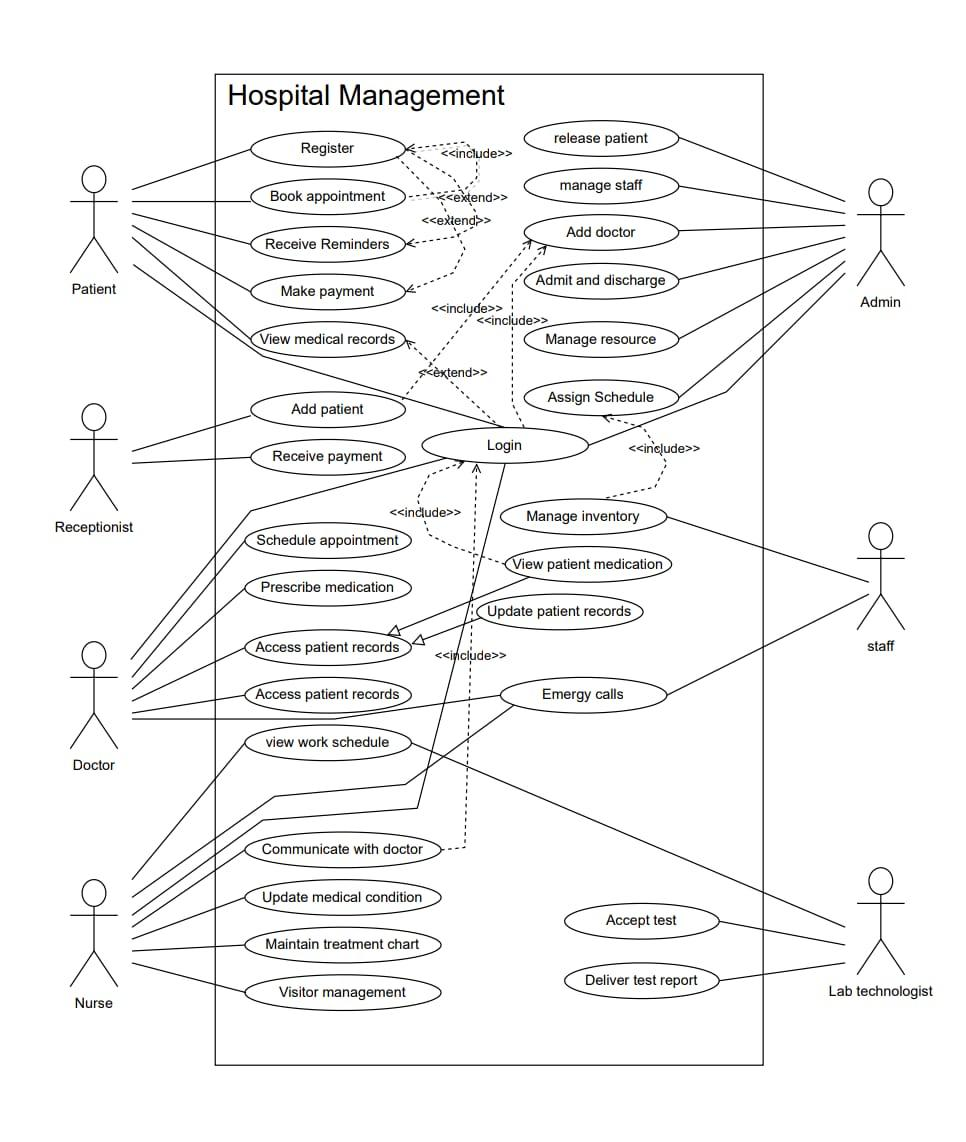 Hospital Management
Register
Book appointment
Receive Reminders
Make payment
View medical records
<<include>>
<<extend>>
<<extend>>
release patient
manage staff
Add doctor
Admit and discharge
Manage resource
Assign Schedule
Patient
Admin
<<include>>
<<include>>
<<extend>>
Add patient
Receive payment
Login
<<include>>
Receptionist
<<include>>
Manage inventory
View patient medication
Update patient records
<<include>>
staff
Schedule appointment
Prescribe medication
Access patient records
Access patient records
Emergy calls
view work schedule
Doctor
Communicate with doctor
Update medical condition
Maintain treatment chart
Visitor management
Nurse
Accept test
Deliver test report
Lab technologist